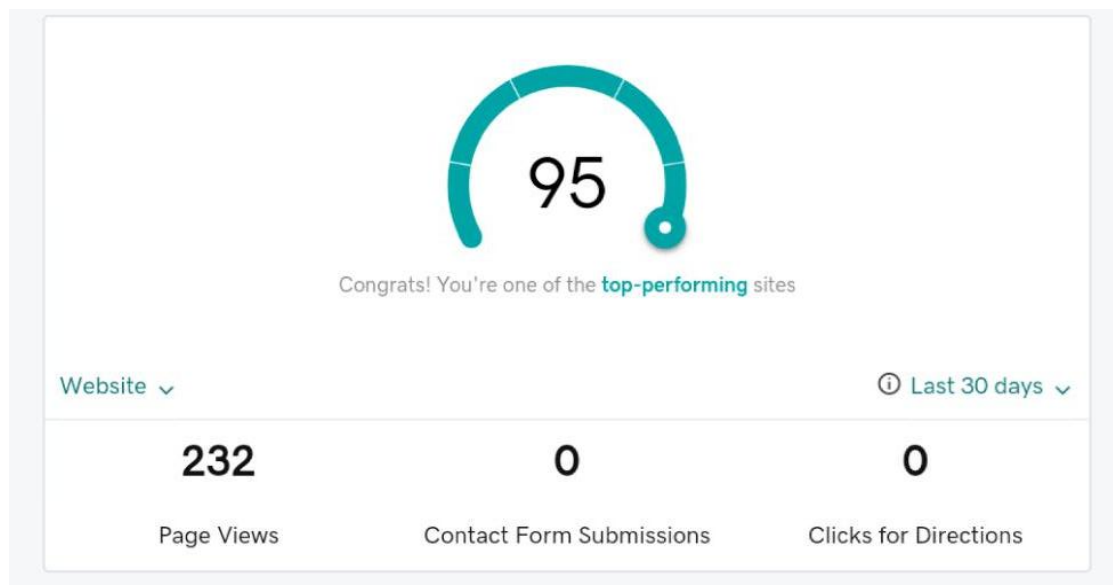 95
Congrats! You're one of the top-performing sites
Website
Last 30 days
232
0
0
Page Views
Contact Form Submissions
Clicks for Directions